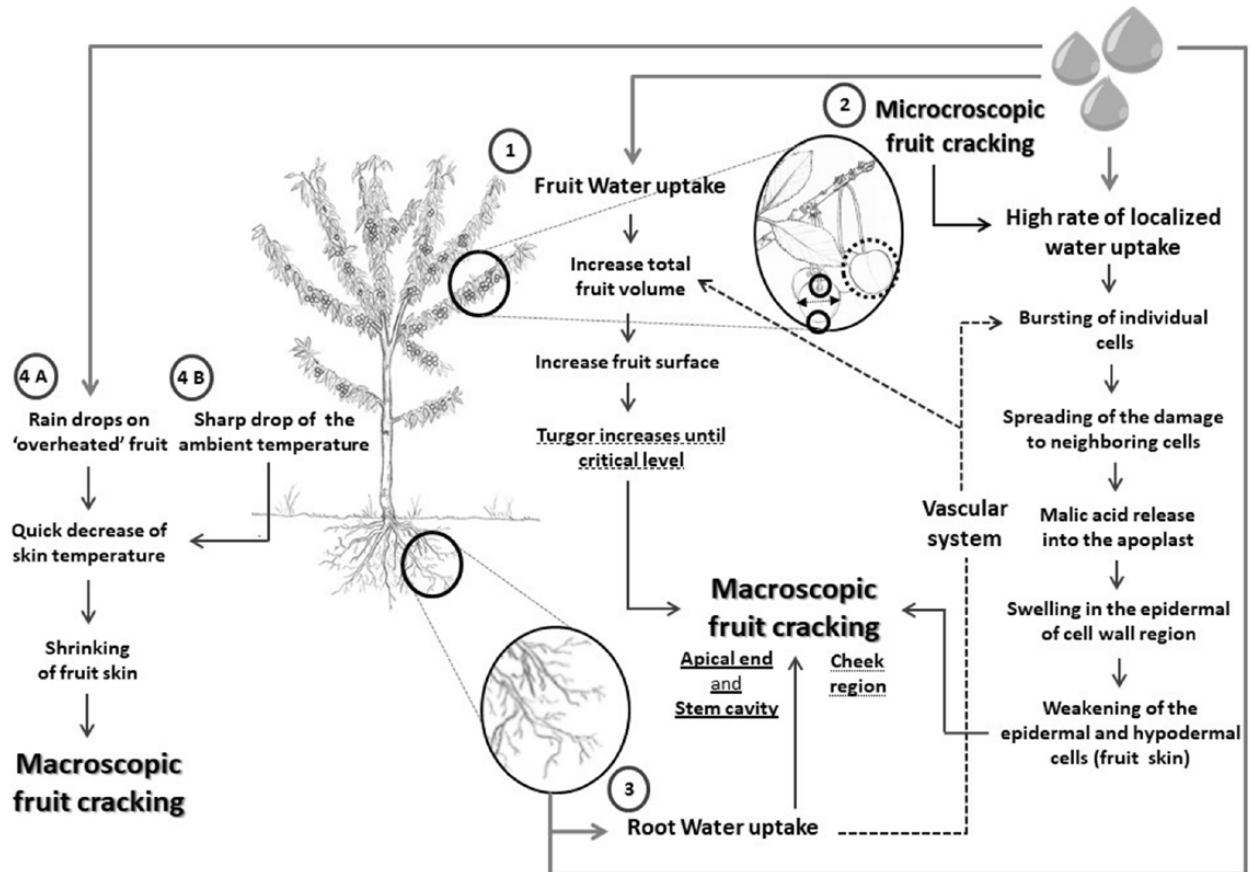 1
Fruit Water uptake
Increase total
fruit volume
Increase fruit surface
Turgor increases until
critical level
2
Microcroscopic
fruit cracking
High rate of localized
water uptake
Bursting of individual
cells
Spreading of the damage
to neighboring cells
Malic acid release
into the apoplast
Swelling in the epidermal
of cell wall region
Weakening of the
epidermal and hypodermal
cells (fruit skin)
Vascular
system
Macroscopic
fruit cracking
Apical end
and
Stem cavity
Cheek
region
3
Root Water uptake
4 A
Rain drops on
‘overheated’ fruit
4 B
Sharp drop of the
ambient temperature
Quick decrease of
skin temperature
Shrinking
of fruit skin
Macroscopic
fruit cracking